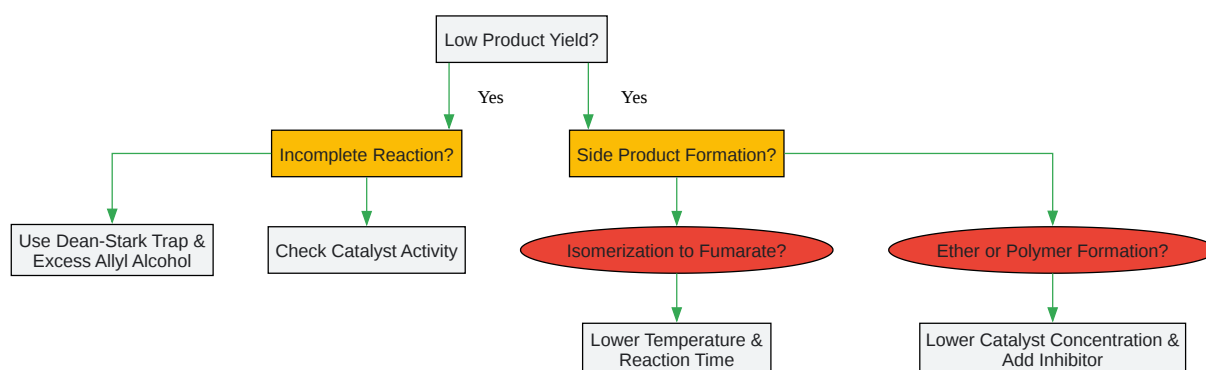 Low Product Yield?
Yes
Yes
Incomplete Reaction?
Side Product Formation?
Use Dean-Stark Trap &
Excess Allyl Alcohol
Check Catalyst Activity
Isomerization to Fumarate?
Ether or Polymer Formation?
Lower Temperature &
Reaction Time
Lower Catalyst Concentration &
Add Inhibitor